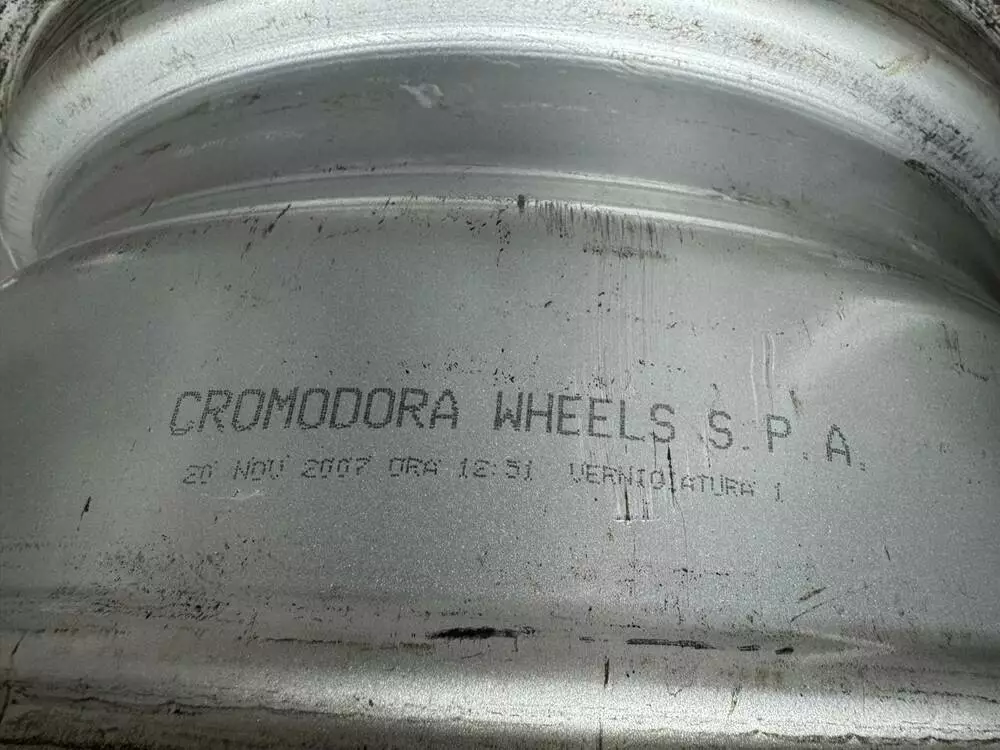 CROMODORA WHEELS S.P.A.
20 NOV 2007 ORA 12:51 VERNICIATURA 1